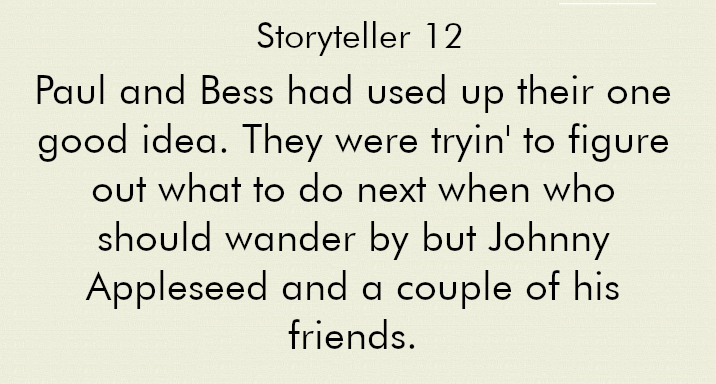 Storyteller 12
Paul and Bess had used up their one
good idea. They were tryin' to figure
out what to do next when who
should wander by but Johnny
Appleseed and a couple of his
friends.